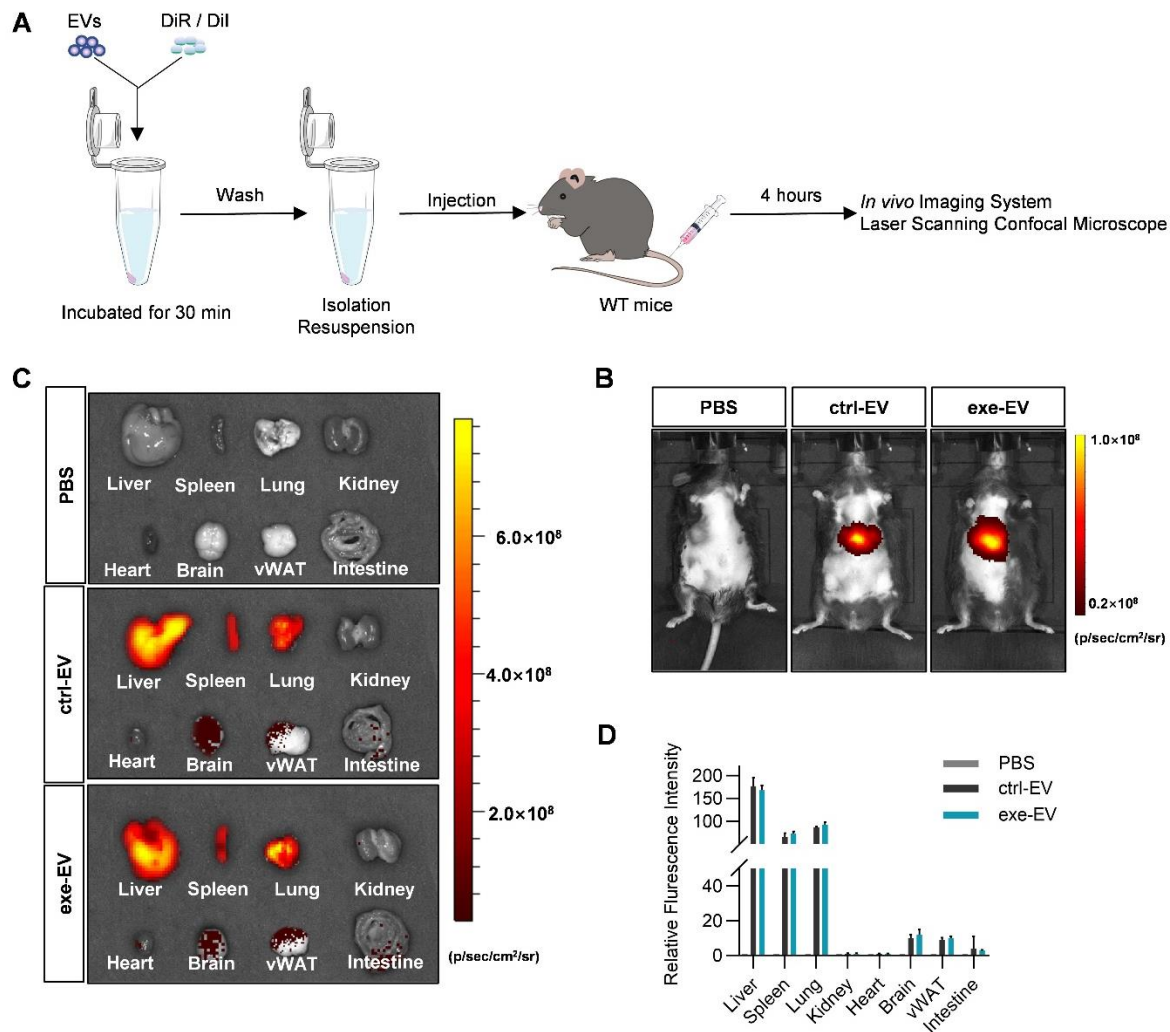 A
EVs
DiR / DiI
Wash
Injection
4 hours
In vivo Imaging System
Laser Scanning Confocal Microscope
Incubated for 30 min
Isolation
Resuspension
WT mice
C
PBS
Liver
Spleen
Lung
Kidney
Heart
Brain
vWAT
Intestine
ctrl-EV
Liver
Spleen
Lung
Kidney
Heart
Brain
vWAT
Intestine
exe-EV
Liver
Spleen
Lung
Kidney
Heart
Brain
vWAT
Intestine
6.0×10⁸
4.0×10⁸
2.0×10⁸
(p/sec/cm²/sr)
B
PBS
ctrl-EV
exe-EV
1.0×10⁸
0.2×10⁸
(p/sec/cm²/sr)
D
Relative Flurescence Intensity
200
150
100
40
20
0
PBS
ctrl-EV
exe-EV
Liver
Spleen
Lung
Kidney
Heart
Brain
vWAT
Intestine